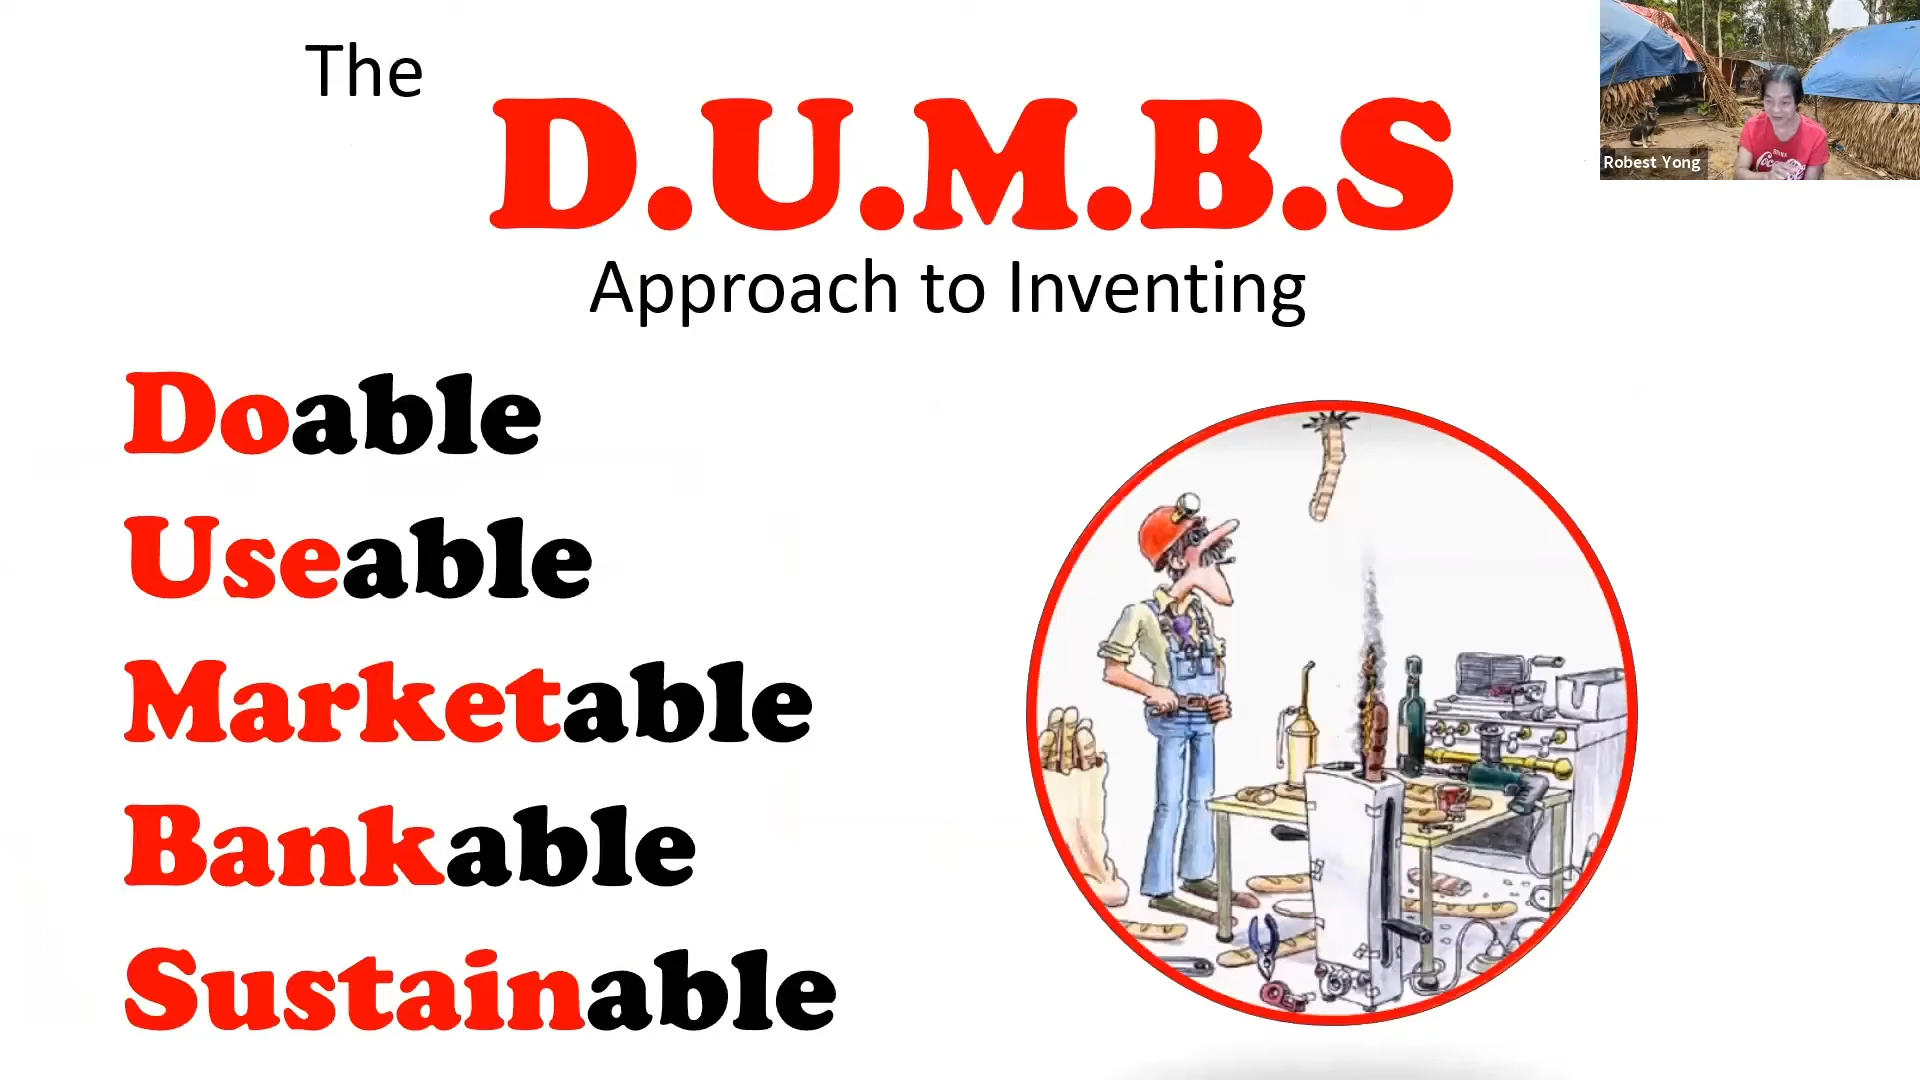 The
D.U.M.B.S
Approach to Inventing
Doable
Useable
Marketable
Bankable
Sustainable
Robest Yong